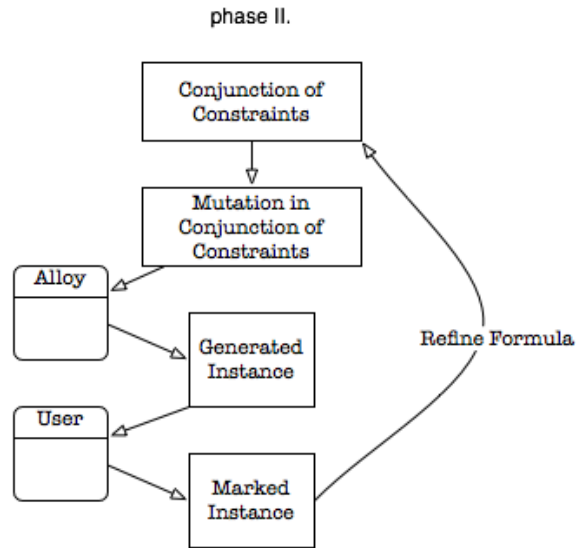 phase II.
Conjunction of
Constraints
Mutation in
Conjunction of
Constraints
Alloy
Generated
Instance
Refine Formula
User
Marked
Instance